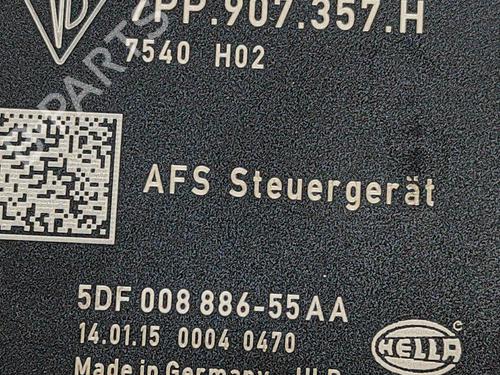 7PP.907.357.H
7540 H02
AFS Steuergerät
5DF 008 886-55AA
14.01.15 0004 0470
HELLA
Made in Germany
PARTS